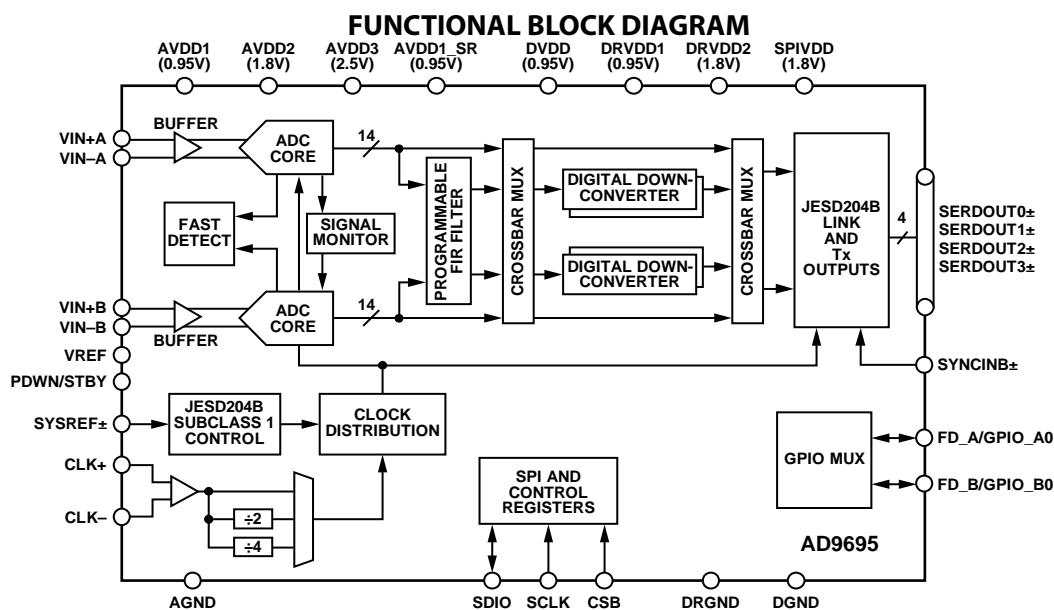 FUNCTIONAL BLOCK DIAGRAM
AVDD1
(0.95V)
AVDD2
(1.8V)
AVDD3
(2.5V)
AVDD1_SR
(0.95V)
DVDD
(0.95V)
DRVDD1
(0.95V)
DRVDD2
(1.8V)
SPIVDD
(1.8V)
VIN+A
VIN–A
BUFFER
ADC
CORE
14
FAST
DETECT
SIGNAL
MONITOR
PROGRAMMABLE
FIR FILTER
CROSSBAR MUX
DIGITAL DOWN-
CONVERTER
DIGITAL DOWN-
CONVERTER
CROSSBAR MUX
JESD204B
LINK
AND
Tx
OUTPUTS
4
SERDOUT0±
SERDOUT1±
SERDOUT2±
SERDOUT3±
VIN+B
VIN–B
BUFFER
ADC
CORE
14
VREF
PDWN/STBY
SYSREF±
JESD204B
SUBCLASS 1
CONTROL
CLOCK
DISTRIBUTION
SYNCINB±
CLK+
CLK–
÷2
÷4
SPI AND
CONTROL
REGISTERS
GPIO MUX
FD_A/GPIO_A0
FD_B/GPIO_B0
AD9695
AGND
SDIO
SCLK
CSB
DRGND
DGND